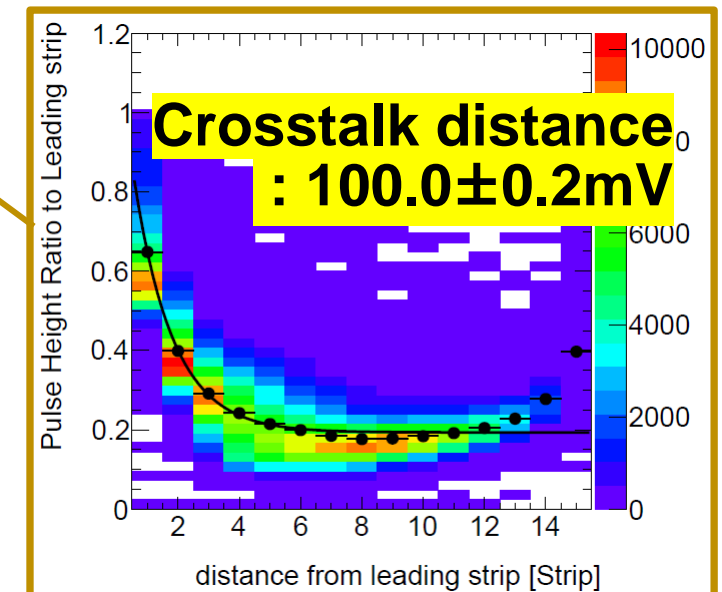 Pulse Height Ratio to Leading strip
1.2
1
0.8
0.6
0.4
0.2
0
Crosstalk distance
: 100.0±0.2mV
10000
6000
4000
2000
0
2 4 6 8 10 12 14
distance from leading strip [Strip]